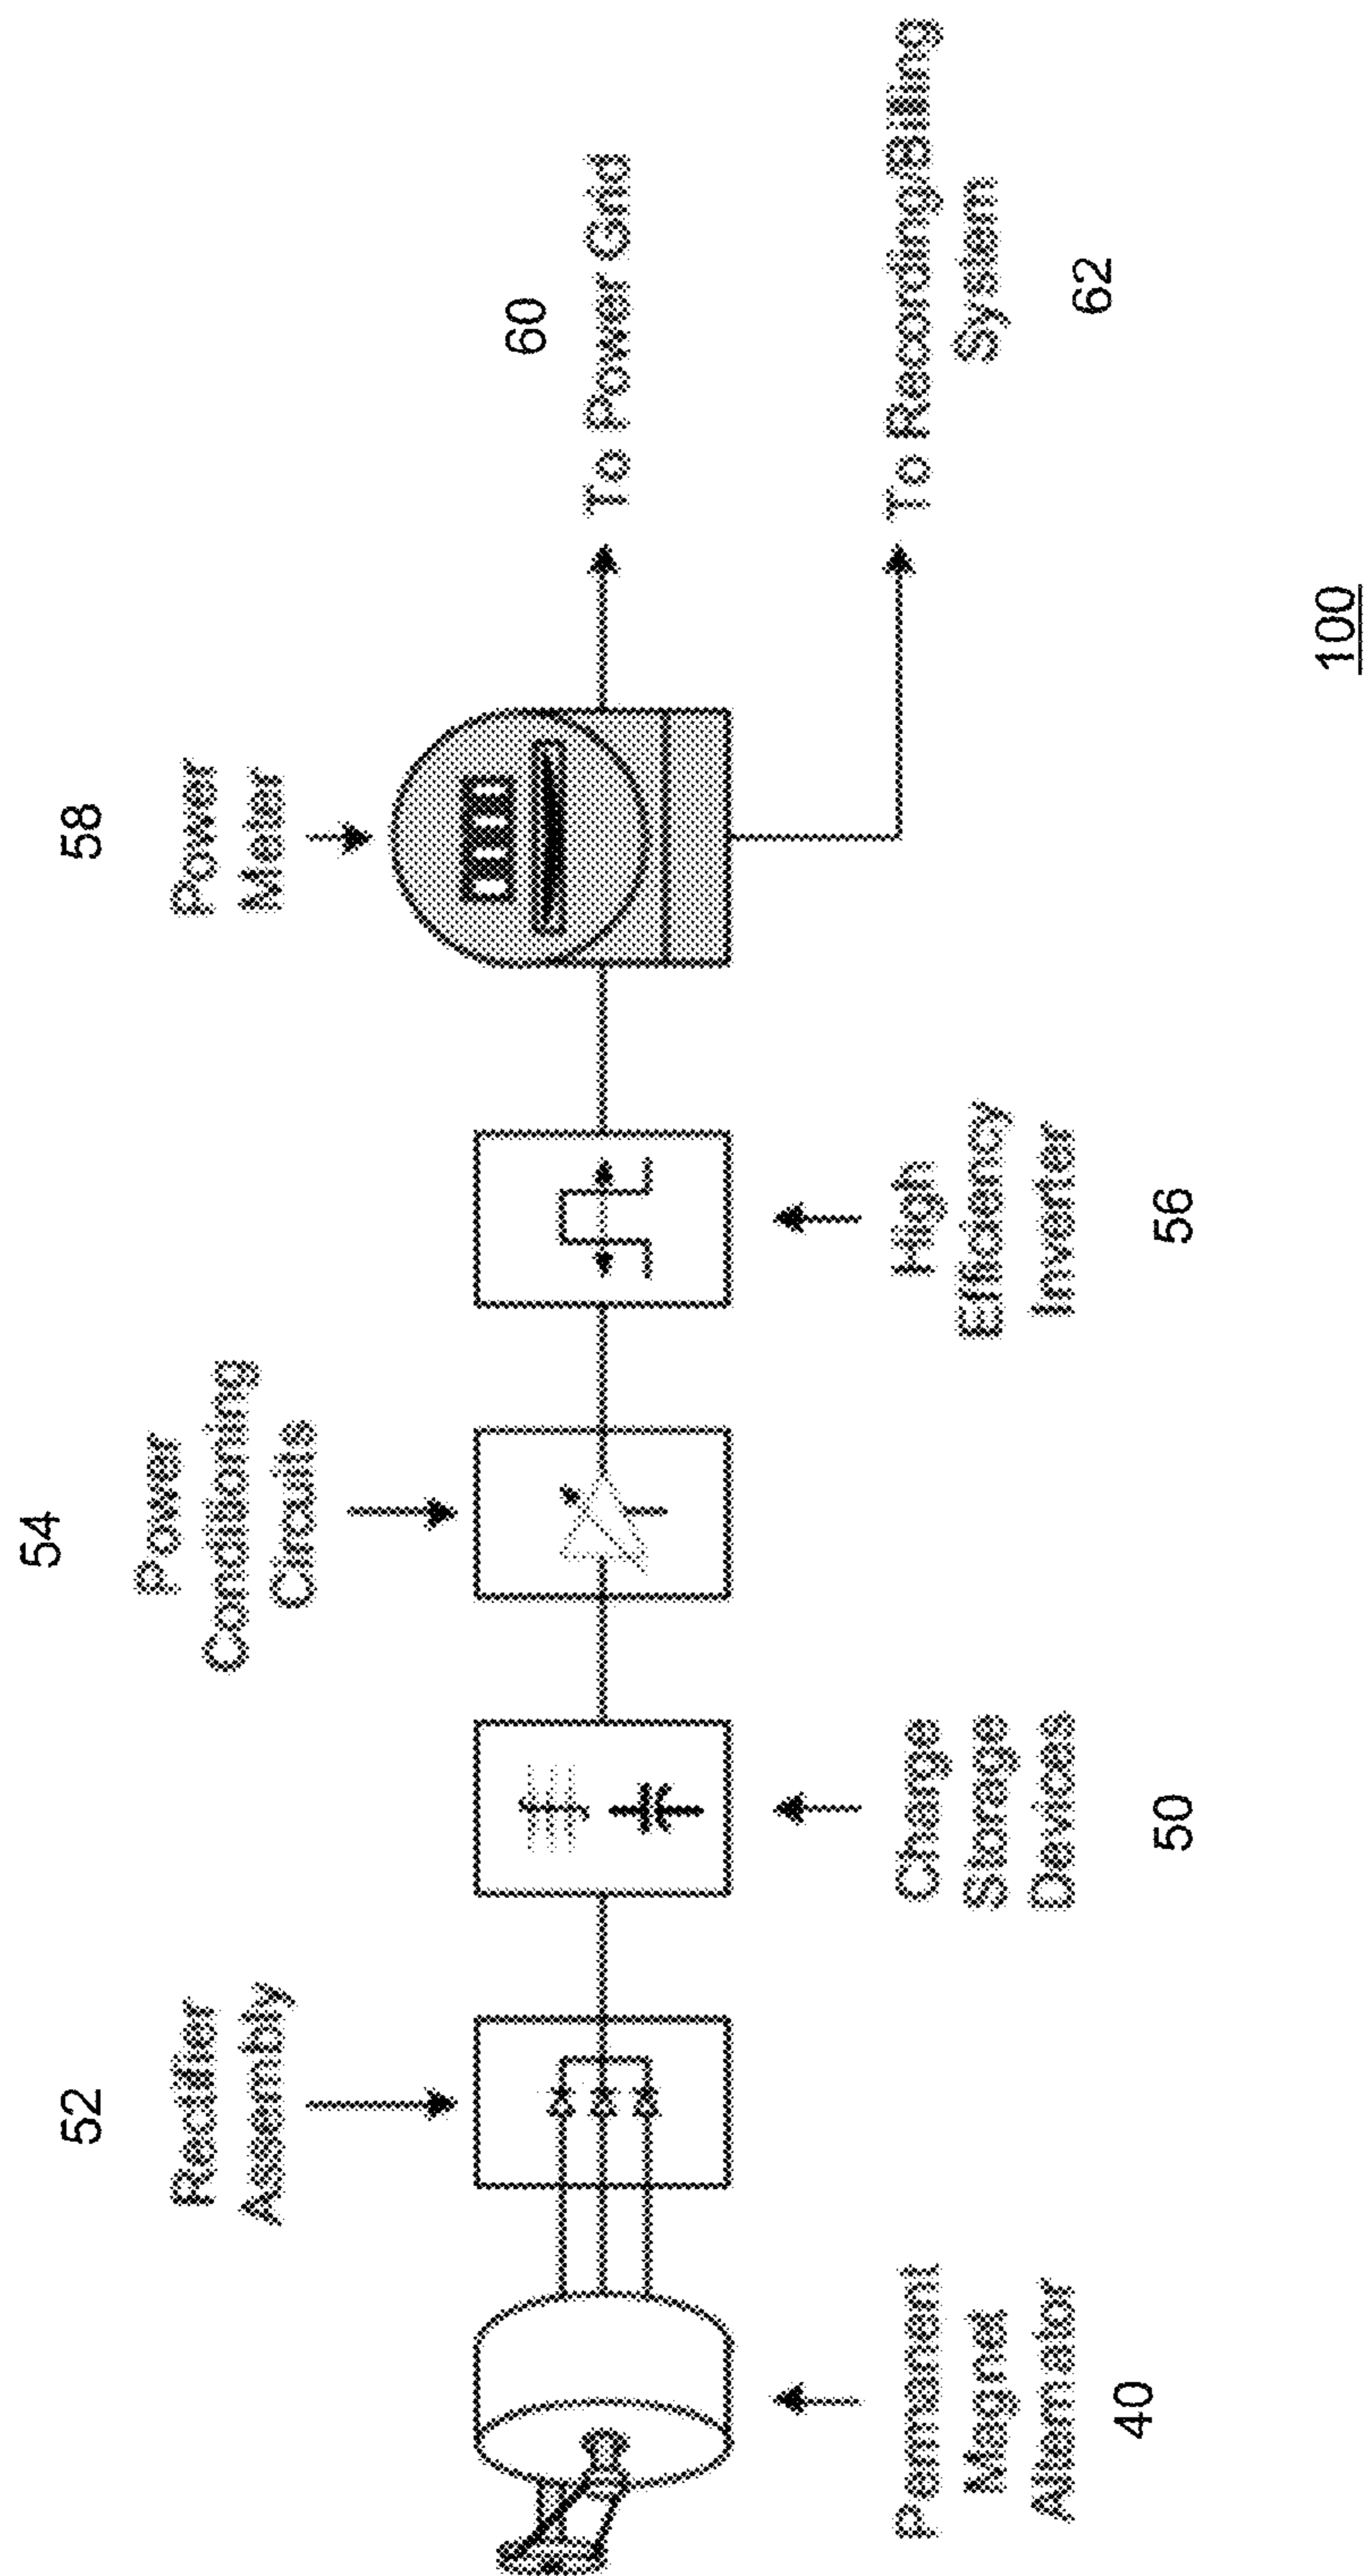 52
Rectifier
Assembly
54
Power
Conditioning
Circuits
58
Power
Meter
60
To Power Grid
To Recording/Billing
System
62
Permanent
Magnet
Alternator
40
Charge
Storage
Devices
50
High
Efficiency
Inverter
56
100